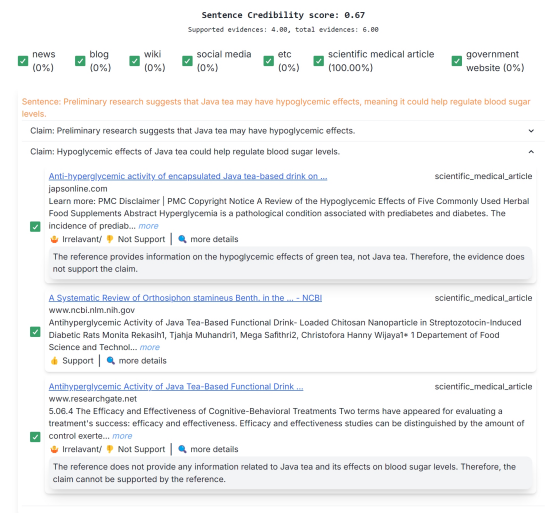 Sentence Credibility score: 0.67
Supported evidences: 4.00, total evidences: 6.00
news (0%)
blog (0%)
wiki (0%)
social media (0%)
etc (0%)
scientific medical article (100.00%)
government website (0%)
Sentence: Preliminary research suggests that Java tea may have hypoglycemic effects, meaning it could help regulate blood sugar
levels.
Claim: Preliminary research suggests that Java tea may have hypoglycemic effects.
Claim: Hypoglycemic effects of Java tea could help regulate blood sugar levels.
Anti-hyperglycemic activity of encapsulated Java tea-based drink on ... scientific_medical_article
japsonline.com
Learn more: PMC Disclaimer | PMC Copyright Notice A Review of the Hypoglycemic Effects of Five Commonly Used Herbal
Food Supplements Abstract Hyperglycemia is a pathological condition associated with prediabetes and diabetes. The
incidence of prediab... more
Irrelavant/ Not Support | more details
The reference provides information on the hypoglycemic effects of green tea, not Java tea. Therefore, the evidence does
not support the claim.
A Systematic Review of Orthosiphon stamineus Benth. in the ... - NCBI scientific_medical_article
www.ncbi.nlm.nih.gov
Antihyperglycemic Activity of Java Tea-Based Functional Drink- Loaded Chitosan Nanoparticle in Streptozotocin-Induced
Diabetic Rats Monita Rekasih1, Tjahja Muhandri1, Mega Safithri2, Christofora Hanny Wijaya1* 1 Departement of Food
Science and Technol... more
Support | more details
Antihyperglycemic Activity of Java Tea-Based Functional Drink ... scientific_medical_article
www.researchgate.net
5.06.4 The Efficacy and Effectiveness of Cognitive-Behavioral Treatments Two terms have appeared for evaluating a
treatment's success: efficacy and effectiveness. Efficacy and effectiveness studies can be distinguished by the amount of
control exerte... more
Irrelavant/ Not Support | more details
The reference does not provide any information related to Java tea and its effects on blood sugar levels. Therefore, the
claim cannot be supported by the reference.